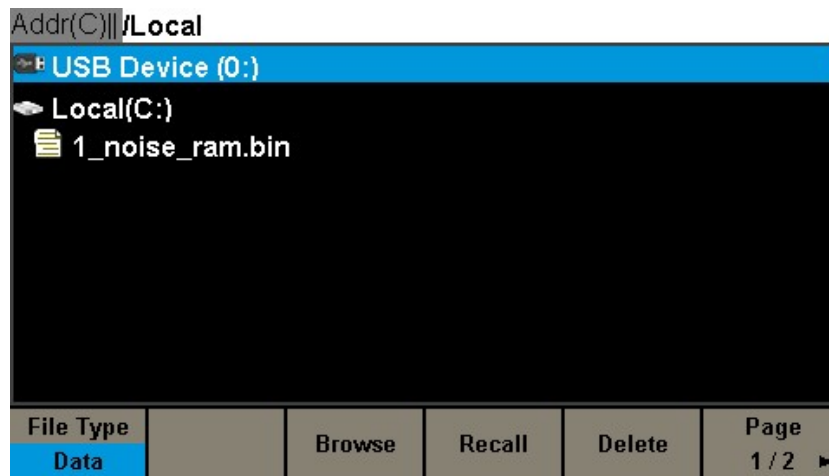 Addr(C)|| /Local
USB Device (0:)
Local(C:)
1_noise_ram.bin
File Type
Data
Browse
Recall
Delete
Page
1 / 2